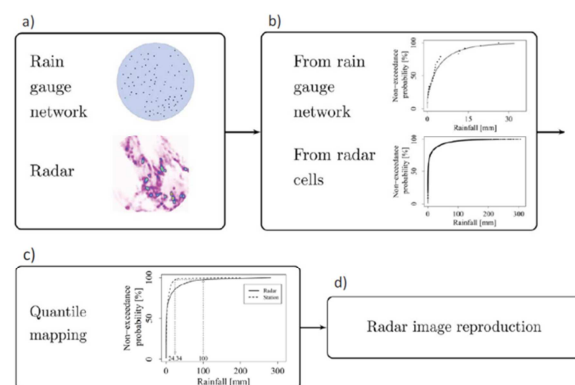 a)
Rain
gauge
network
Radar
b)
From rain
gauge
network
Non-exceedance
probability [%]
0 50 100
0 15 30
Rainfall [mm]
From radar
cells
Non-exceedance
probability [%]
0 50 100
0 100 200 300
Rainfall [mm]
c)
Quantile
mapping
Non-exceedance
probability [%]
0 50 100
Radar
Station
24.34
100
0 100 200 300
Rainfall [mm]
d)
Radar image reproduction